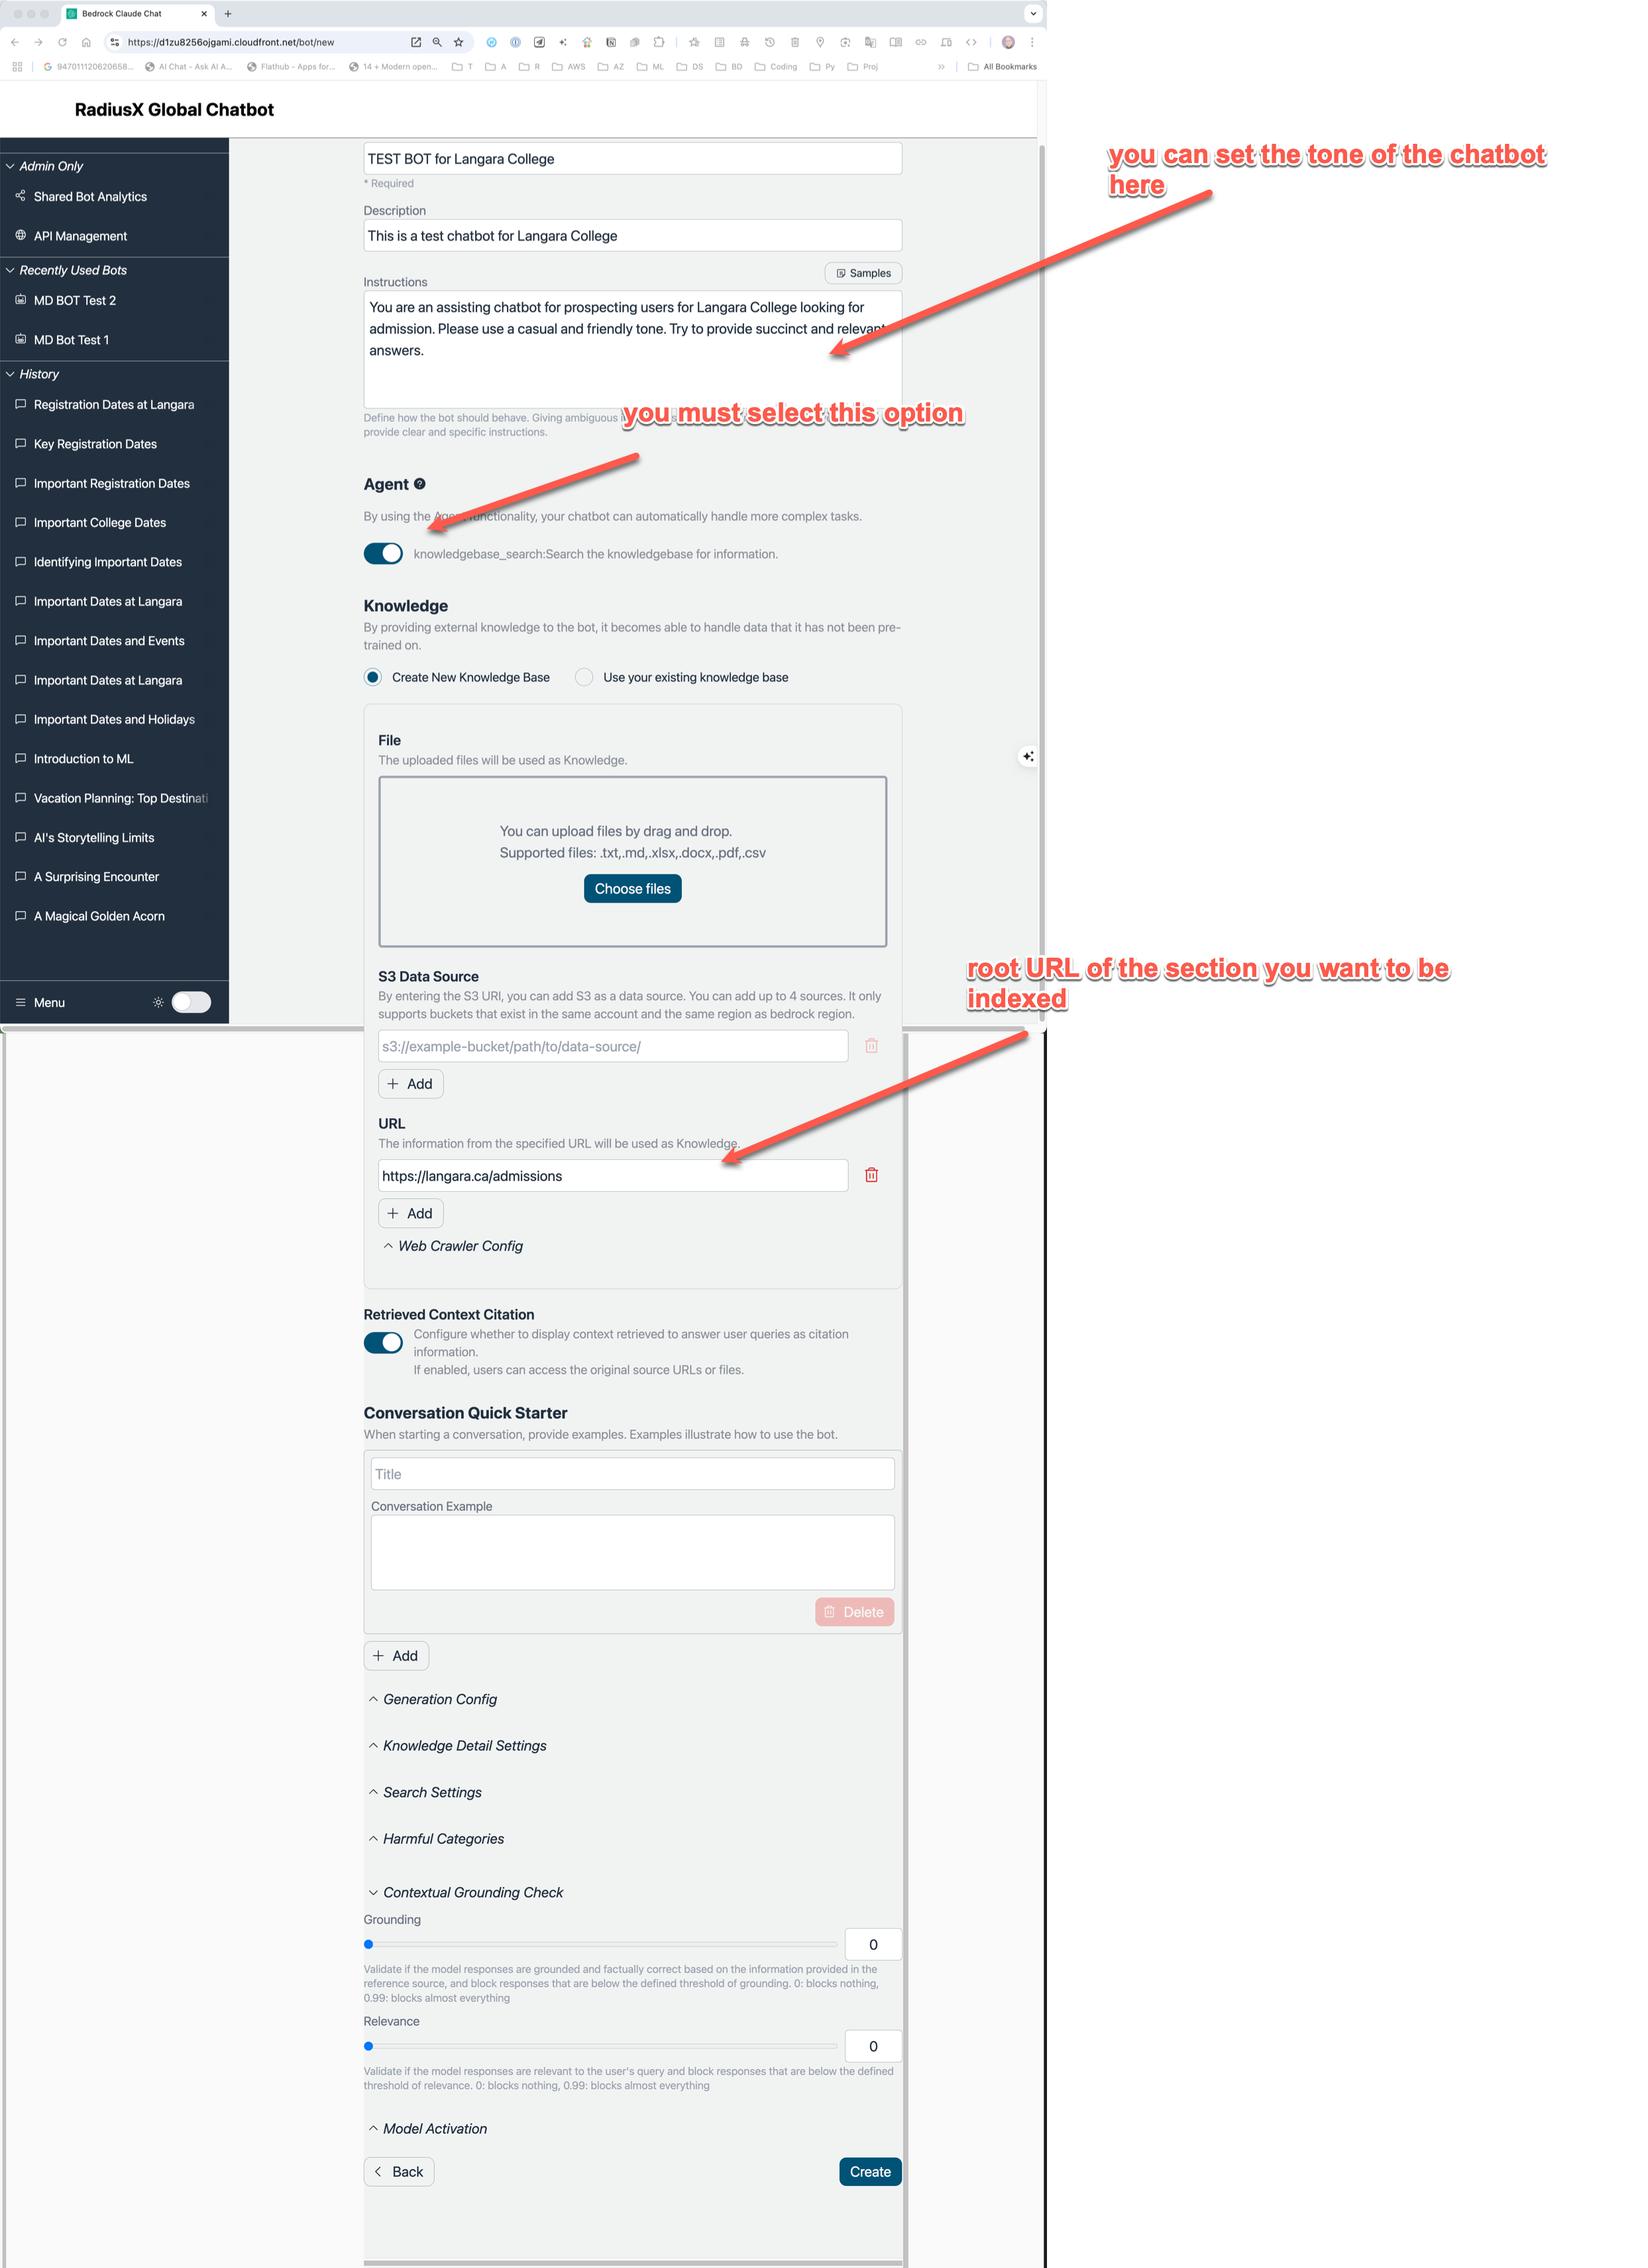 Bedrock Claude Chat
https://d1zu8256ojgami.cloudfront.net/bot/new
947011120620658...
AI Chat - Ask AI A...
Flathub - Apps for...
14 + Modern open...
T
A
R
AWS
AZ
ML
DS
BD
Coding
Py
Proj
All Bookmarks
RadiusX Global Chatbot
Admin Only
Shared Bot Analytics
API Management
Recently Used Bots
MD BOT Test 2
MD Bot Test 1
History
Registration Dates at Langara
Key Registration Dates
Important Registration Dates
Important College Dates
Identifying Important Dates
Important Dates at Langara
Important Dates and Events
Important Dates at Langara
Important Dates and Holidays
Introduction to ML
Vacation Planning: Top Destinati
AI's Storytelling Limits
A Surprising Encounter
A Magical Golden Acorn
Menu
TEST BOT for Langara College
* Required
Description
This is a test chatbot for Langara College
Samples
Instructions
You are an assisting chatbot for prospecting users for Langara College looking for
admission. Please use a casual and friendly tone. Try to provide succinct and relevant
answers.
Define how the bot should behave. Giving ambiguous
provide clear and specific instructions.
you can set the tone of the chatbot
here
you must select this option
Agent
By using the Agent functionality, your chatbot can automatically handle more complex tasks.
knowledgebase_search:Search the knowledgebase for information.
Knowledge
By providing external knowledge to the bot, it becomes able to handle data that it has not been pre-
trained on.
Create New Knowledge Base
Use your existing knowledge base
File
The uploaded files will be used as Knowledge.
You can upload files by drag and drop.
Supported files: .txt,.md,.xlsx,.docx,.pdf,.csv
Choose files
S3 Data Source
By entering the S3 URI, you can add S3 as a data source. You can add up to 4 sources. It only
supports buckets that exist in the same account and the same region as bedrock region.
s3://example-bucket/path/to/data-source/
Add
root URL of the section you want to be
indexed
URL
The information from the specified URL will be used as Knowledge.
https://langara.ca/admissions
Add
Web Crawler Config
Retrieved Context Citation
Configure whether to display context retrieved to answer user queries as citation
information.
If enabled, users can access the original source URLs or files.
Conversation Quick Starter
When starting a conversation, provide examples. Examples illustrate how to use the bot.
Title
Conversation Example
Delete
Add
Generation Config
Knowledge Detail Settings
Search Settings
Harmful Categories
Contextual Grounding Check
Grounding
0
Validate if the model responses are grounded and factually correct based on the information provided in the
reference source, and block responses that are below the defined threshold of grounding. 0: blocks nothing,
0.99: blocks almost everything
Relevance
0
Validate if the model responses are relevant to the user's query and block responses that are below the defined
threshold of relevance. 0: blocks nothing, 0.99: blocks almost everything
Model Activation
Back
Create